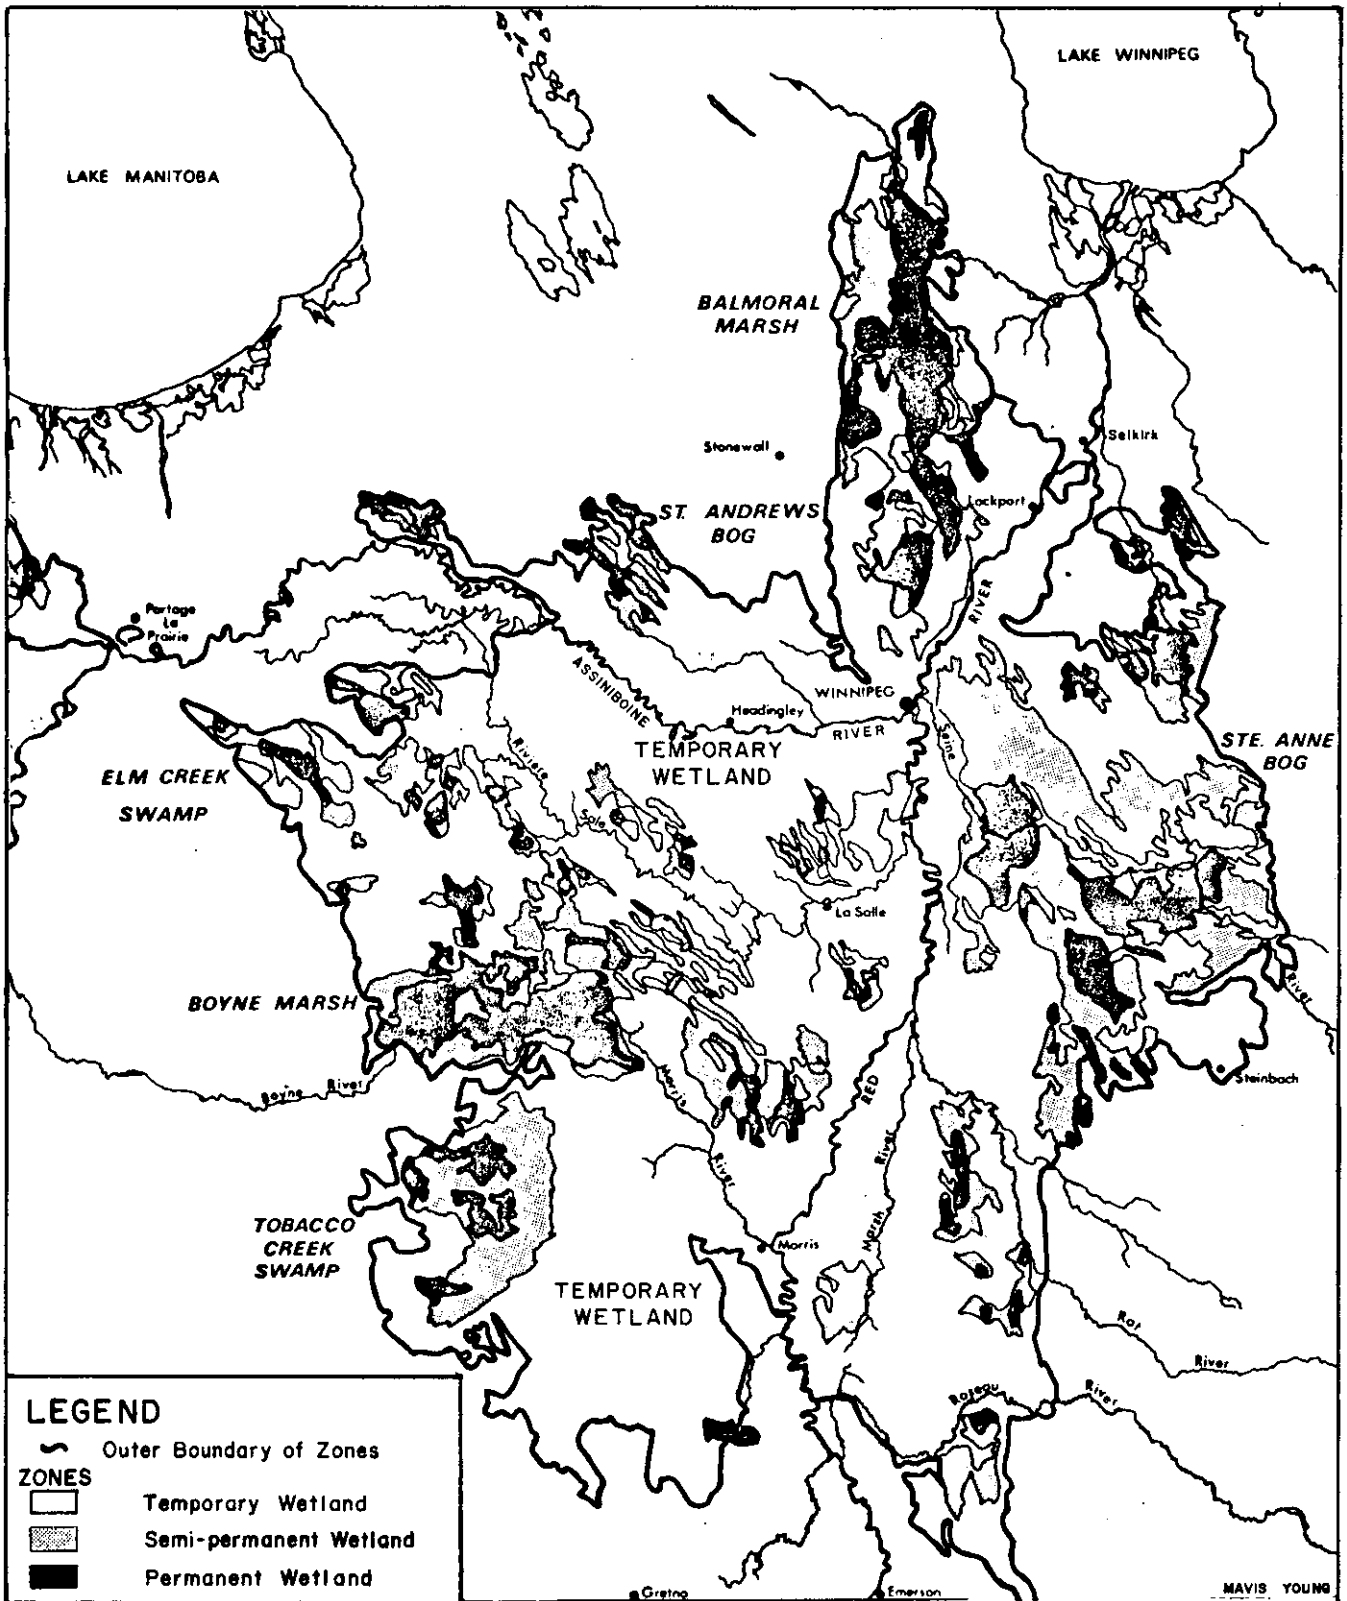 LAKE WINNIPEG
LAKE MANITOBA
BALMORAL
MARSH
Stonewall
Selkirk
Lockport
ST. ANDREWS
BOG
RIVER
Portage
La
Prairie
ASSINIBOINE
WINNIPEG
Headingley
RIVER
Seine
TEMPORARY
WETLAND
STE. ANNE
BOG
ELM CREEK
SWAMP
Riviere
Sale
La Salle
BOYNE MARSH
River
Boyne River
Morris
River
RED
River
Marsh
Steinbach
TOBACCO
CREEK
SWAMP
Morris
TEMPORARY
WETLAND
Rat
River
Roseau
River
LEGEND
Outer Boundary of Zones
ZONES
Temporary Wetland
Semi-permanent Wetland
Permanent Wetland
Gretna
Emerson
MAVIS YOUNG